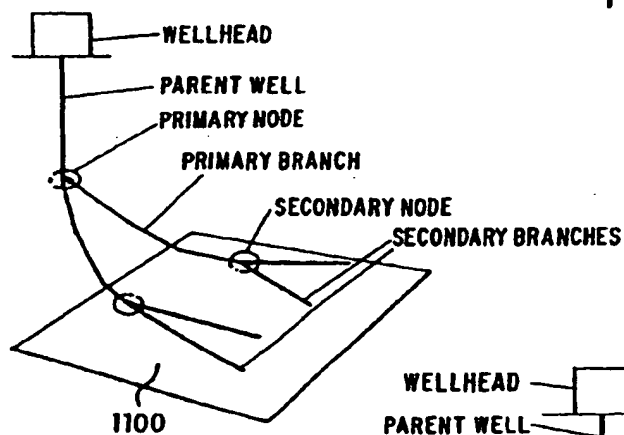 WELLHEAD
PARENT WELL
PRIMARY NODE
PRIMARY BRANCH
SECONDARY NODE
SECONDARY BRANCHES
1100
WELLHEAD
PARENT WELL